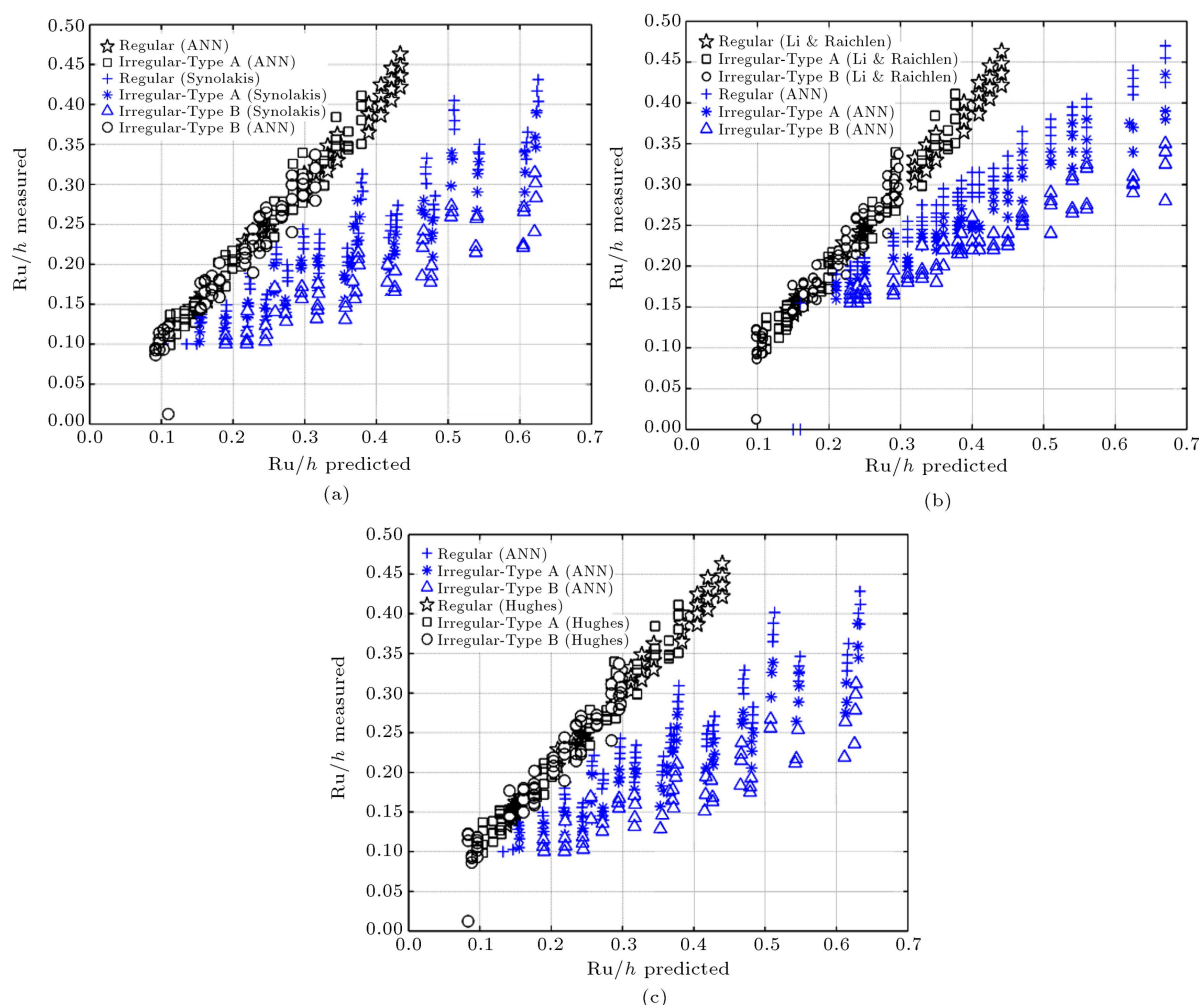 (a)
0.50
0.45
0.40
0.35
0.30
0.25
0.20
0.15
0.10
0.05
0.00
Ru/h measured
Regular (ANN)
Irregular-Type A (ANN)
Regular (Synolakis)
Irregular-Type A (Synolakis)
Irregular-Type B (Synolakis)
Irregular-Type B (ANN)
0.0 0.1 0.2 0.3 0.4 0.5 0.6 0.7
Ru/h predicted
(a)
0.50
0.45
0.40
0.35
0.30
0.25
0.20
0.15
0.10
0.05
0.00
Ru/h measured
Regular (Li & Raichlen)
Irregular-Type A (Li & Raichlen)
Irregular-Type B (Li & Raichlen)
Regular (ANN)
Irregular-Type A (ANN)
Irregular-Type B (ANN)
0.0 0.1 0.2 0.3 0.4 0.5 0.6 0.7
Ru/h predicted
(b)
0.50
0.45
0.40
0.35
0.30
0.25
0.20
0.15
0.10
0.05
0.00
Ru/h measured
Regular (ANN)
Irregular-Type A (ANN)
Irregular-Type B (ANN)
Regular (Hughes)
Irregular-Type A (Hughes)
Irregular-Type B (Hughes)
0.0 0.1 0.2 0.3 0.4 0.5 0.6 0.7
Ru/h predicted
(c)